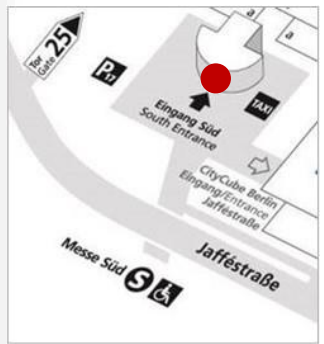 a
a
Tor
Gate 25
P 17
TAXI
Eingang Süd
South Entrance
CityCube Berlin
Eingang/Entrance
Jafféstraße
Messe Süd S
Jafféstraße